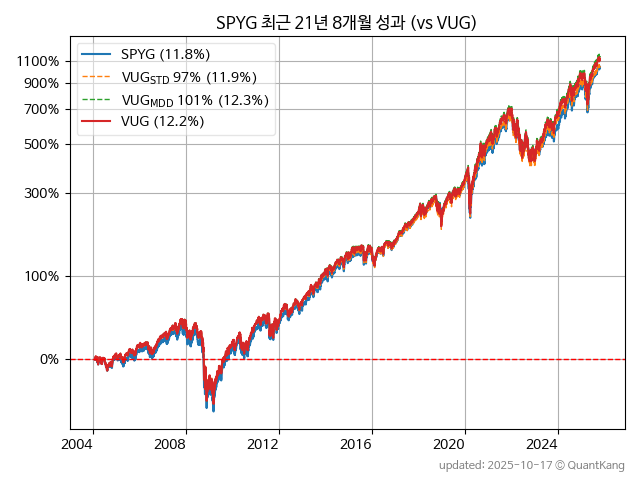 SPYG 최근 21년 8개월 성과 (vs VUG)
SPYG (11.8%)
VUG_STD 97% (11.9%)
VUG_MDD 101% (12.3%)
VUG (12.2%)
1100%
900%
700%
500%
300%
100%
0%
2004 2008 2012 2016 2020 2024
updated: 2025-10-17 © QuantKang